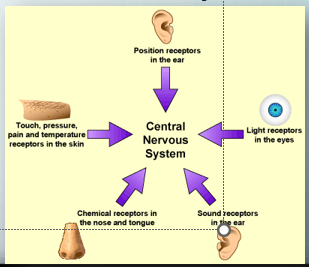 Position receptors
in the ear
Touch, pressure,
pain and temperature
receptors in the skin
Central
Nervous
System
Light receptors
in the eyes
Chemical receptors in
the nose and tongue
Sound receptors
in the ear